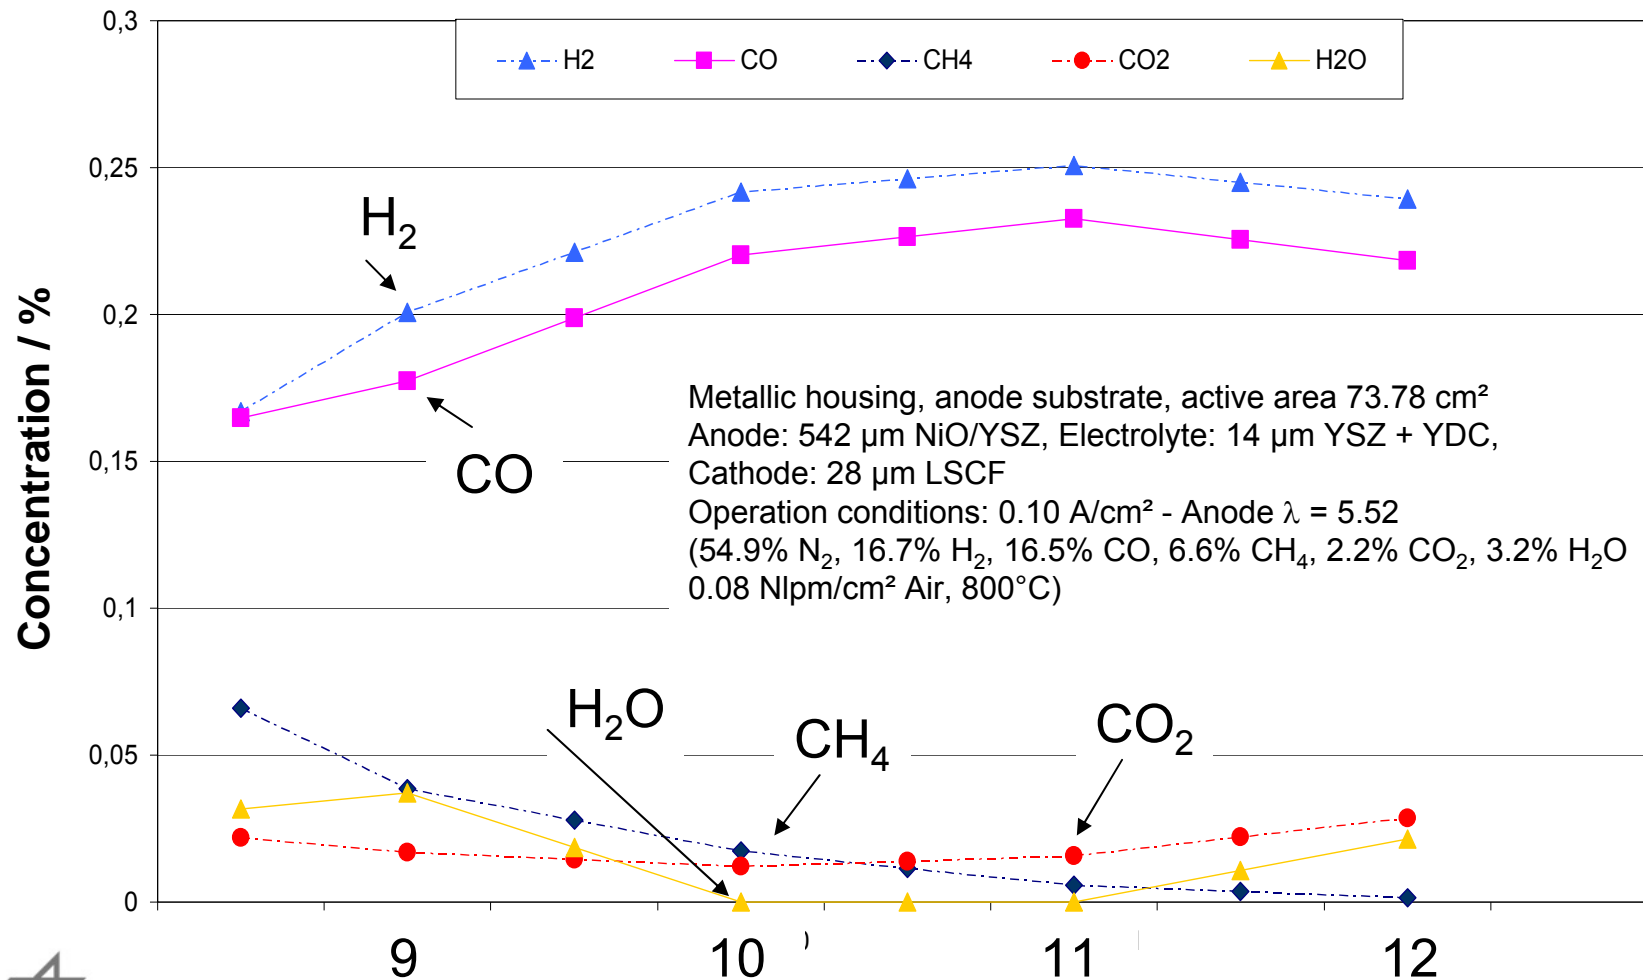 0,3
H2
CO
CH4
CO2
H2O
0,25
H₂
0,2
Concentration / %
0,15
CO
Metallic housing, anode substrate, active area 73.78 cm²
Anode: 542 µm NiO/YSZ, Electrolyte: 14 µm YSZ + YDC,
Cathode: 28 µm LSCF
Operation conditions: 0.10 A/cm² - Anode λ = 5.52
(54.9% N₂, 16.7% H₂, 16.5% CO, 6.6% CH₄, 2.2% CO₂, 3.2% H₂O
0.08 Nlpm/cm² Air, 800°C)
0,1
H₂O
CH₄
CO₂
0,05
0
9
10
11
12